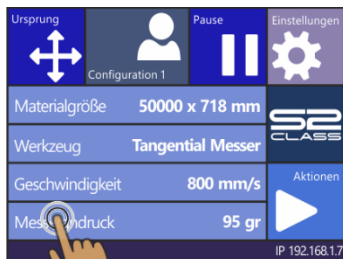 Ursprung
Configuration 1
Pause
Einstellungen
Materialgröße 50000 x 718 mm
Werkzeug Tangential Messer
Geschwindigkeit 800 mm/s
95 gr
S2
CLASS
Aktionen
IP 192.168.1.7